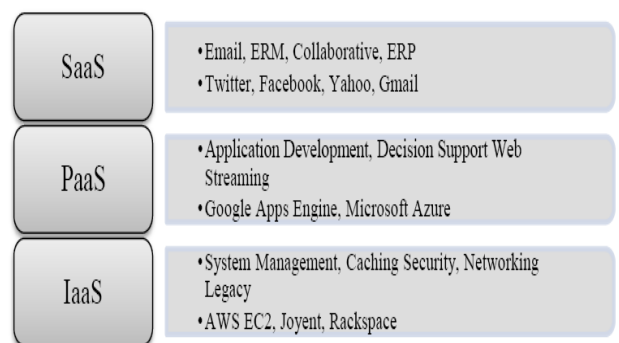 SaaS
•Email, ERM, Collaborative, ERP
•Twitter, Facebook, Yahoo, Gmail
PaaS
•Application Development, Decision Support Web
Streaming
•Google Apps Engine, Microsoft Azure
IaaS
•System Management, Caching Security, Networking
Legacy
•AWS EC2, Joyent, Rackspace